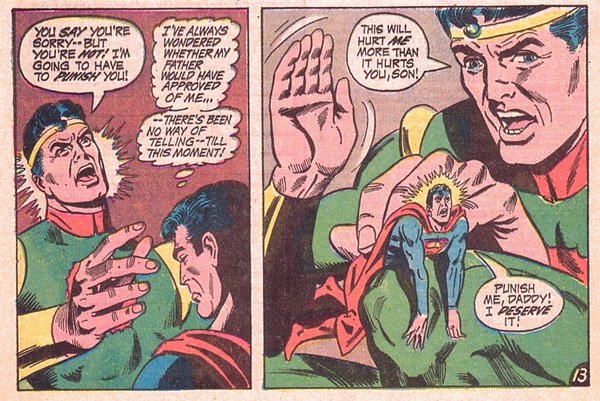 YOU SAY YOU'RE
SORY--BUT
YOU'RE NOT! I'M
GOING TO HAVE
TO PUNISH YOU!
I'VE ALWAYS
WONDERED
WHETHER MY
FATHER
WOULD HAVE
APPROVED
OF ME...
--THERE'S BEEN
NO WAY OF
TELLING--TILL
THIS MOMENT!
THIS WILL
HURT ME
MORE THAN
IT HURTS
YOU, SON!
PUNISH
ME, DADDY!
I DESERVE
IT!
13